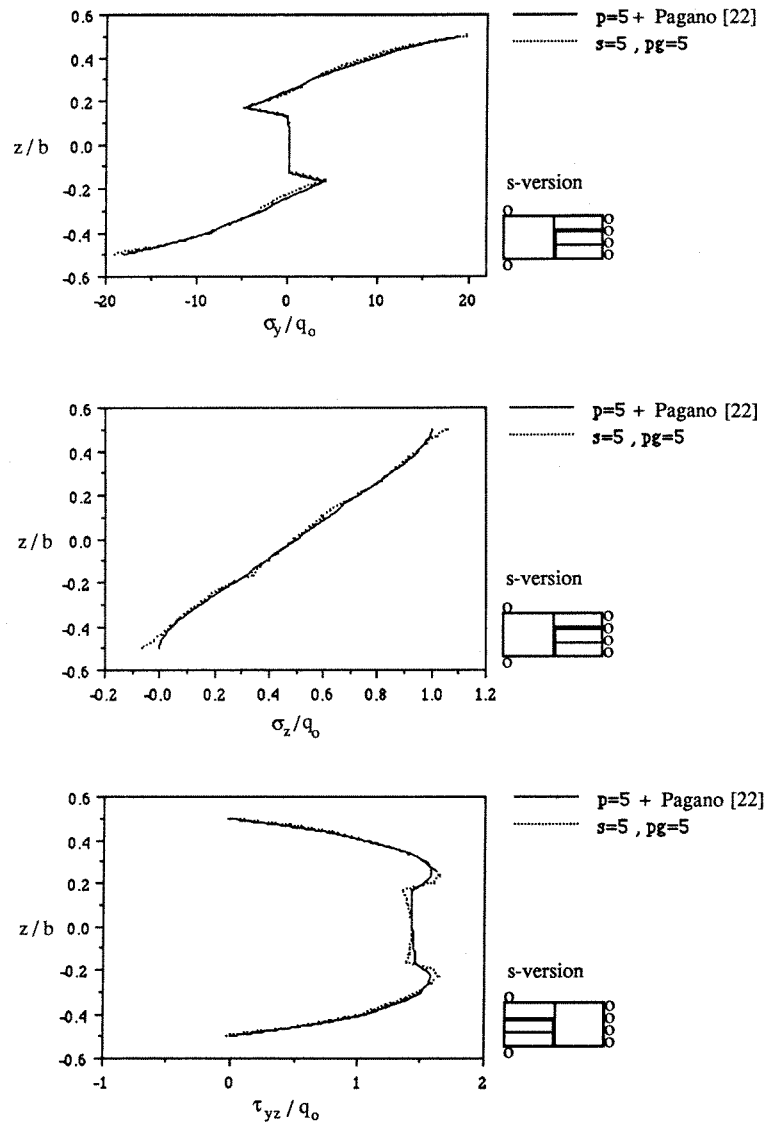 p=5 + Pagano [22]
s=5 , pg=5
0.6
0.4
0.2
z/b 0.0
-0.2
-0.4
-0.6
-20 -10 0 10 20
σy/qo
s-version
p=5 + Pagano [22]
s=5 , pg=5
0.6
0.4
0.2
z/b 0.0
-0.2
-0.4
-0.6
-0.2 -0.0 0.2 0.4 0.6 0.8 1.0 1.2
σz/qo
s-version
p=5 + Pagano [22]
s=5 , pg=5
0.6
0.4
0.2
z/b 0.0
-0.2
-0.4
-0.6
-1 0 1 2
τyz/qo
s-version